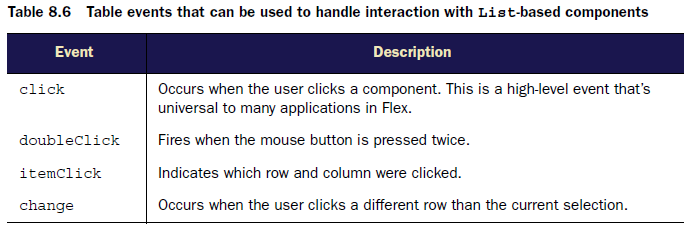 Table 8.6 Table events that can be used to handle interaction with List-based components
Event Description
click Occurs when the user clicks a component. This is a high-level event that's
universal to many applications in Flex.
doubleClick Fires when the mouse button is pressed twice.
itemClick Indicates which row and column were clicked.
change Occurs when the user clicks a different row than the current selection.